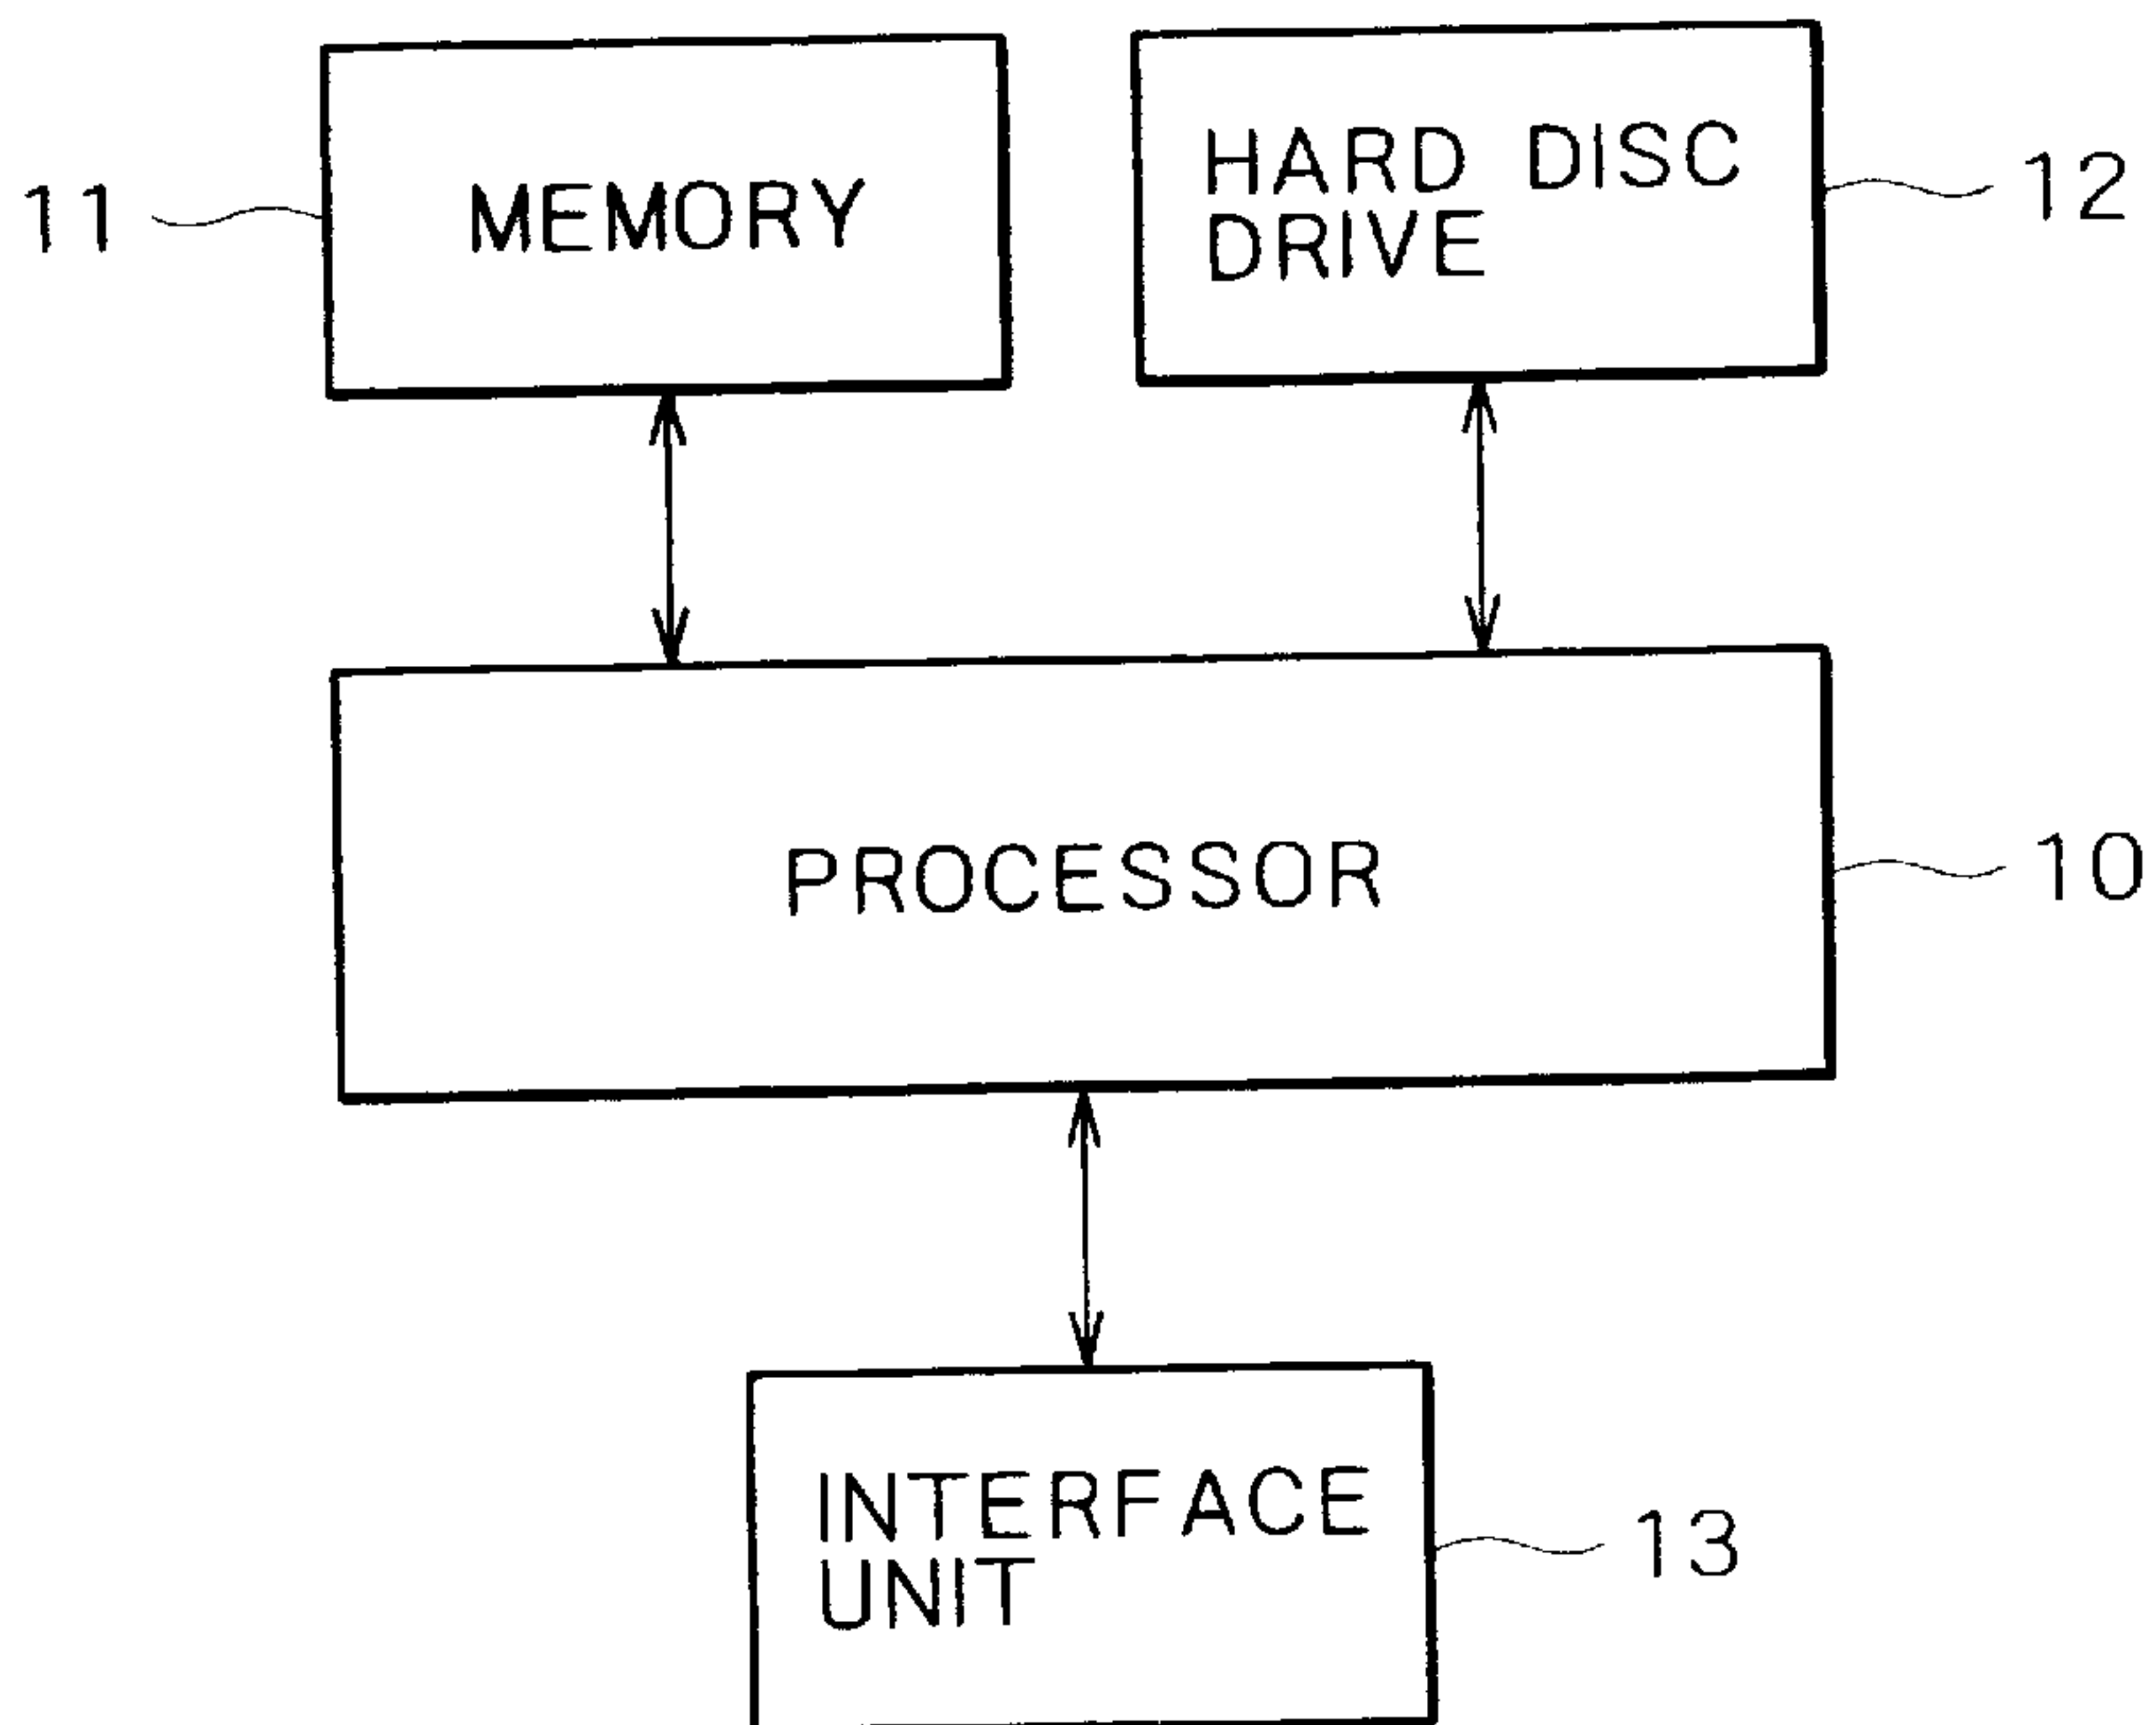 11
MEMORY
HARD DISC
DRIVE
12
PROCESSOR
10
INTERFACE
UNIT
13